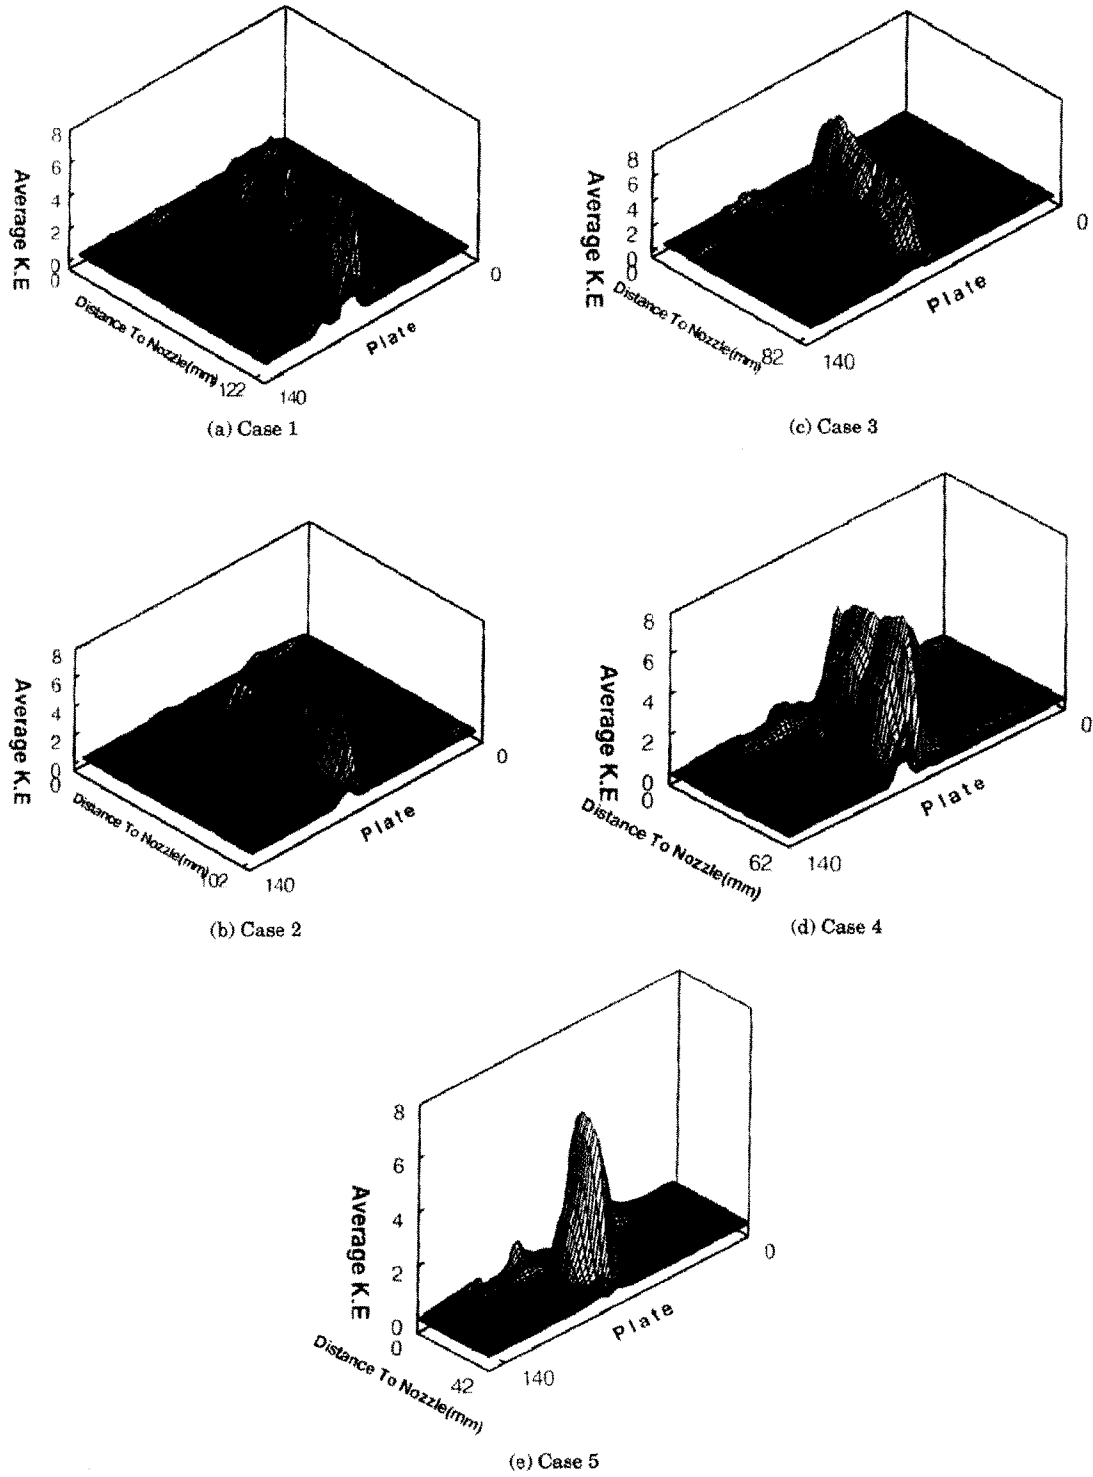 8
6
4
2
0
0
Average K.E
Distance To Nozzle(mm)
122
140
Plate
0
(a) Case 1
8
6
4
2
0
0
Average K.E
Distance To Nozzle(mm)
82
140
Plate
0
(c) Case 3
8
6
4
2
0
0
Average K.E
Distance To Nozzle(mm)
102
140
Plate
0
(b) Case 2
8
6
4
2
0
0
Average K.E
Distance To Nozzle(mm)
62
140
Plate
0
(d) Case 4
8
6
4
2
0
0
Average K.E
Distance To Nozzle(mm)
42
140
Plate
0
(e) Case 5